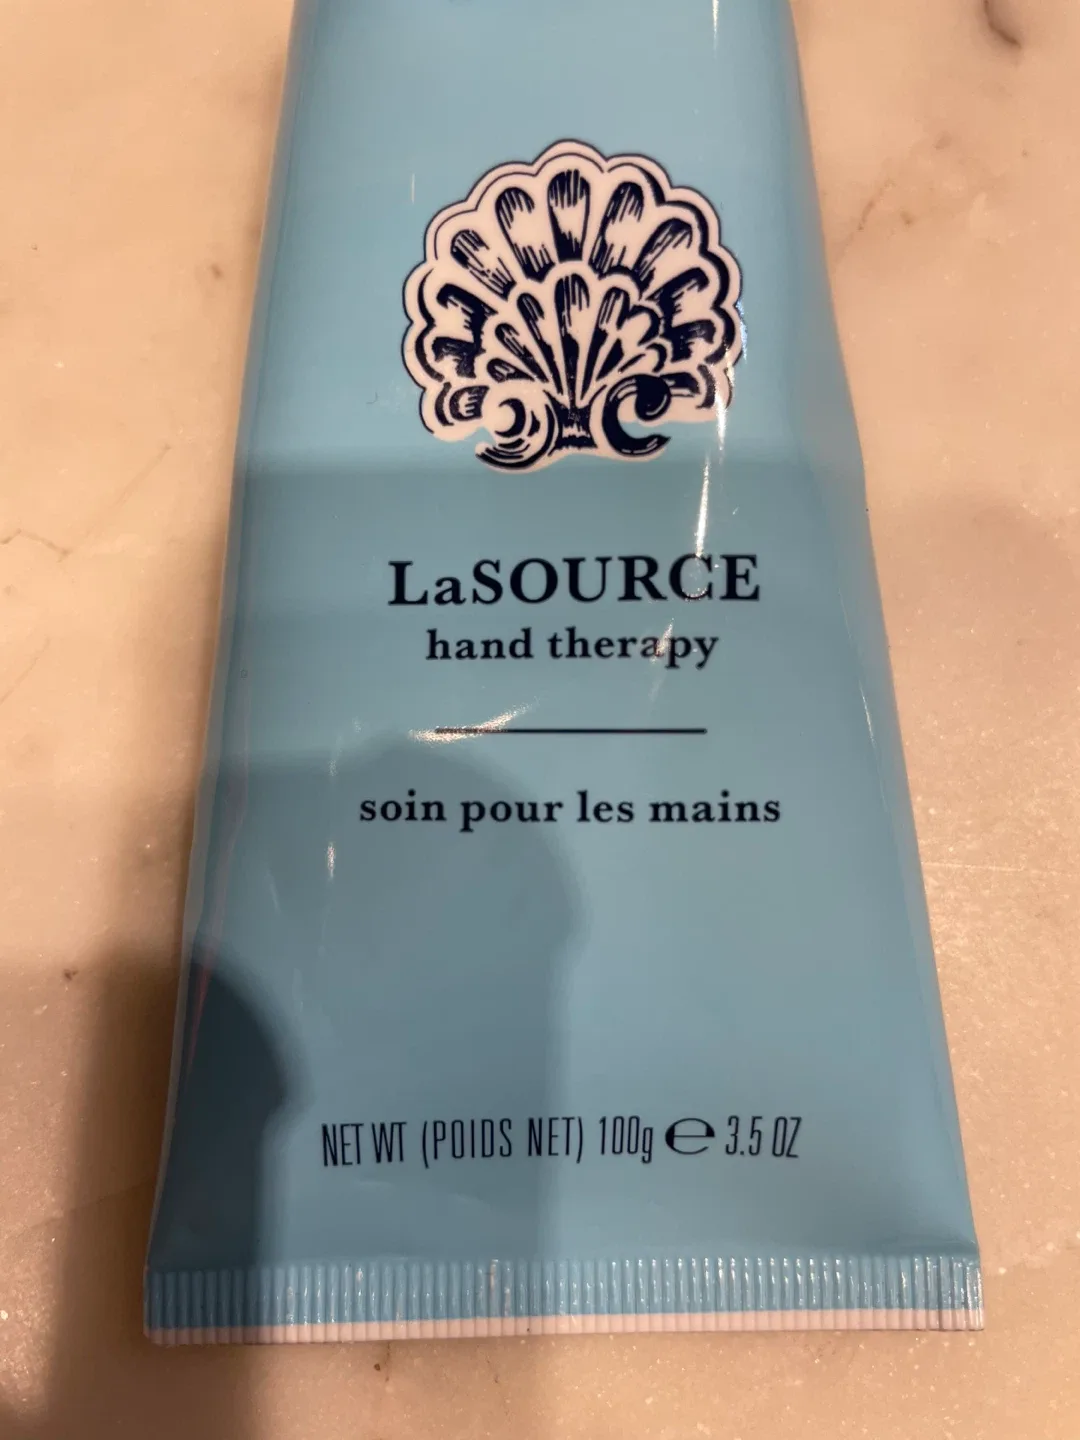 LaSOURCE
hand therapy
soin pour les mains
NET WT (POIDS NET) 100g ℮ 3.5 OZ